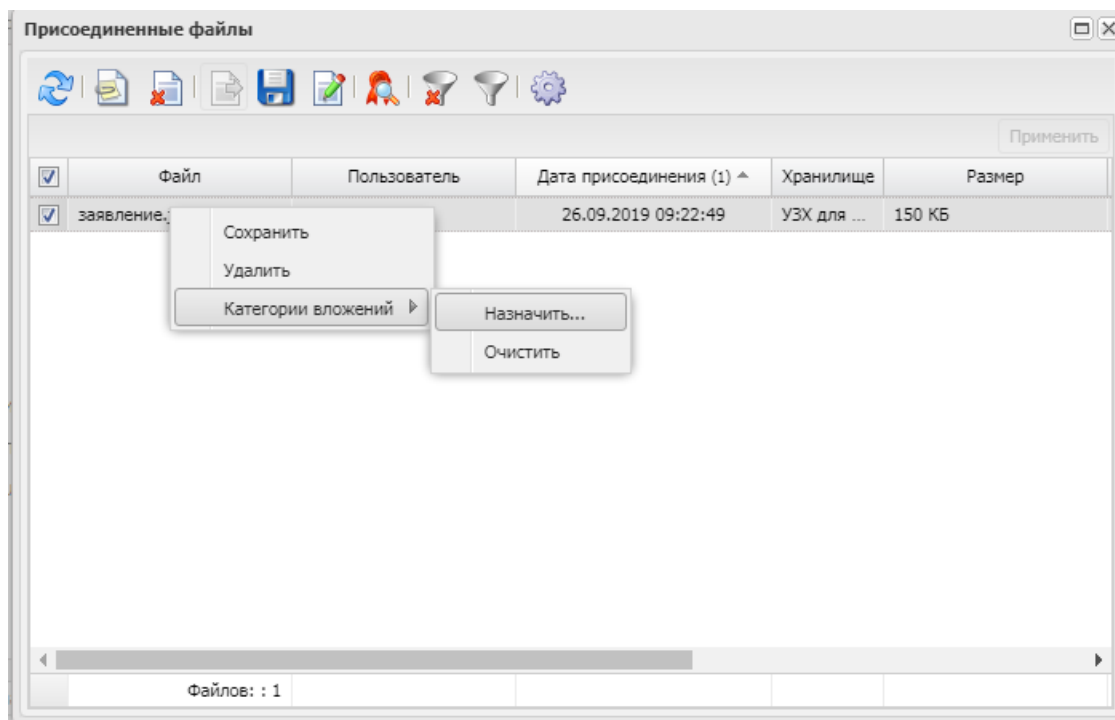 Присоединенные файлы
Применить
Файл Пользователь Дата присоединения (1) Хранилище Размер
заявление. 26.09.2019 09:22:49 УЗХ для ... 150 КБ
Сохранить
Удалить
Категории вложений
Назначить...
Очистить
Файлов: : 1